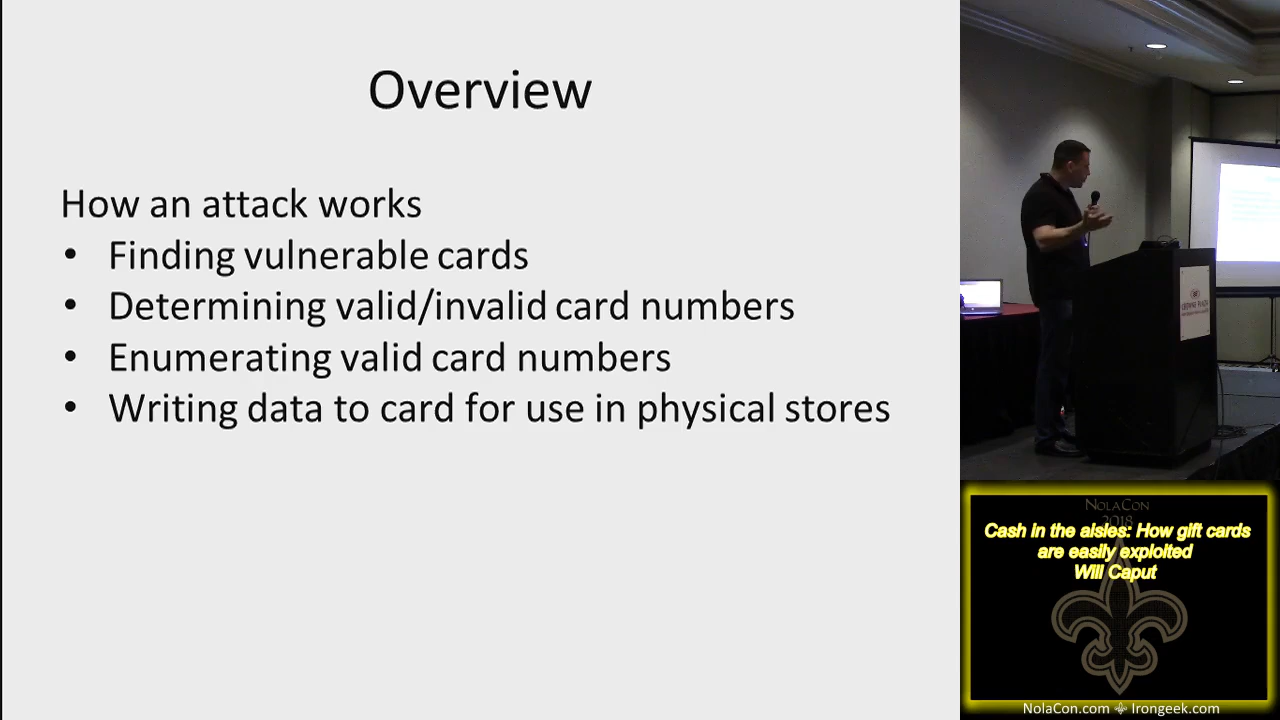 Overview
How an attack works
• Finding vulnerable cards
• Determining valid/invalid card numbers
• Enumerating valid card numbers
• Writing data to card for use in physical stores
NOLACON
2018
Cash in the aisles: How gift cards
are easily exploited
Will Caput
NolaCon.com ⚜ Irongeek.com